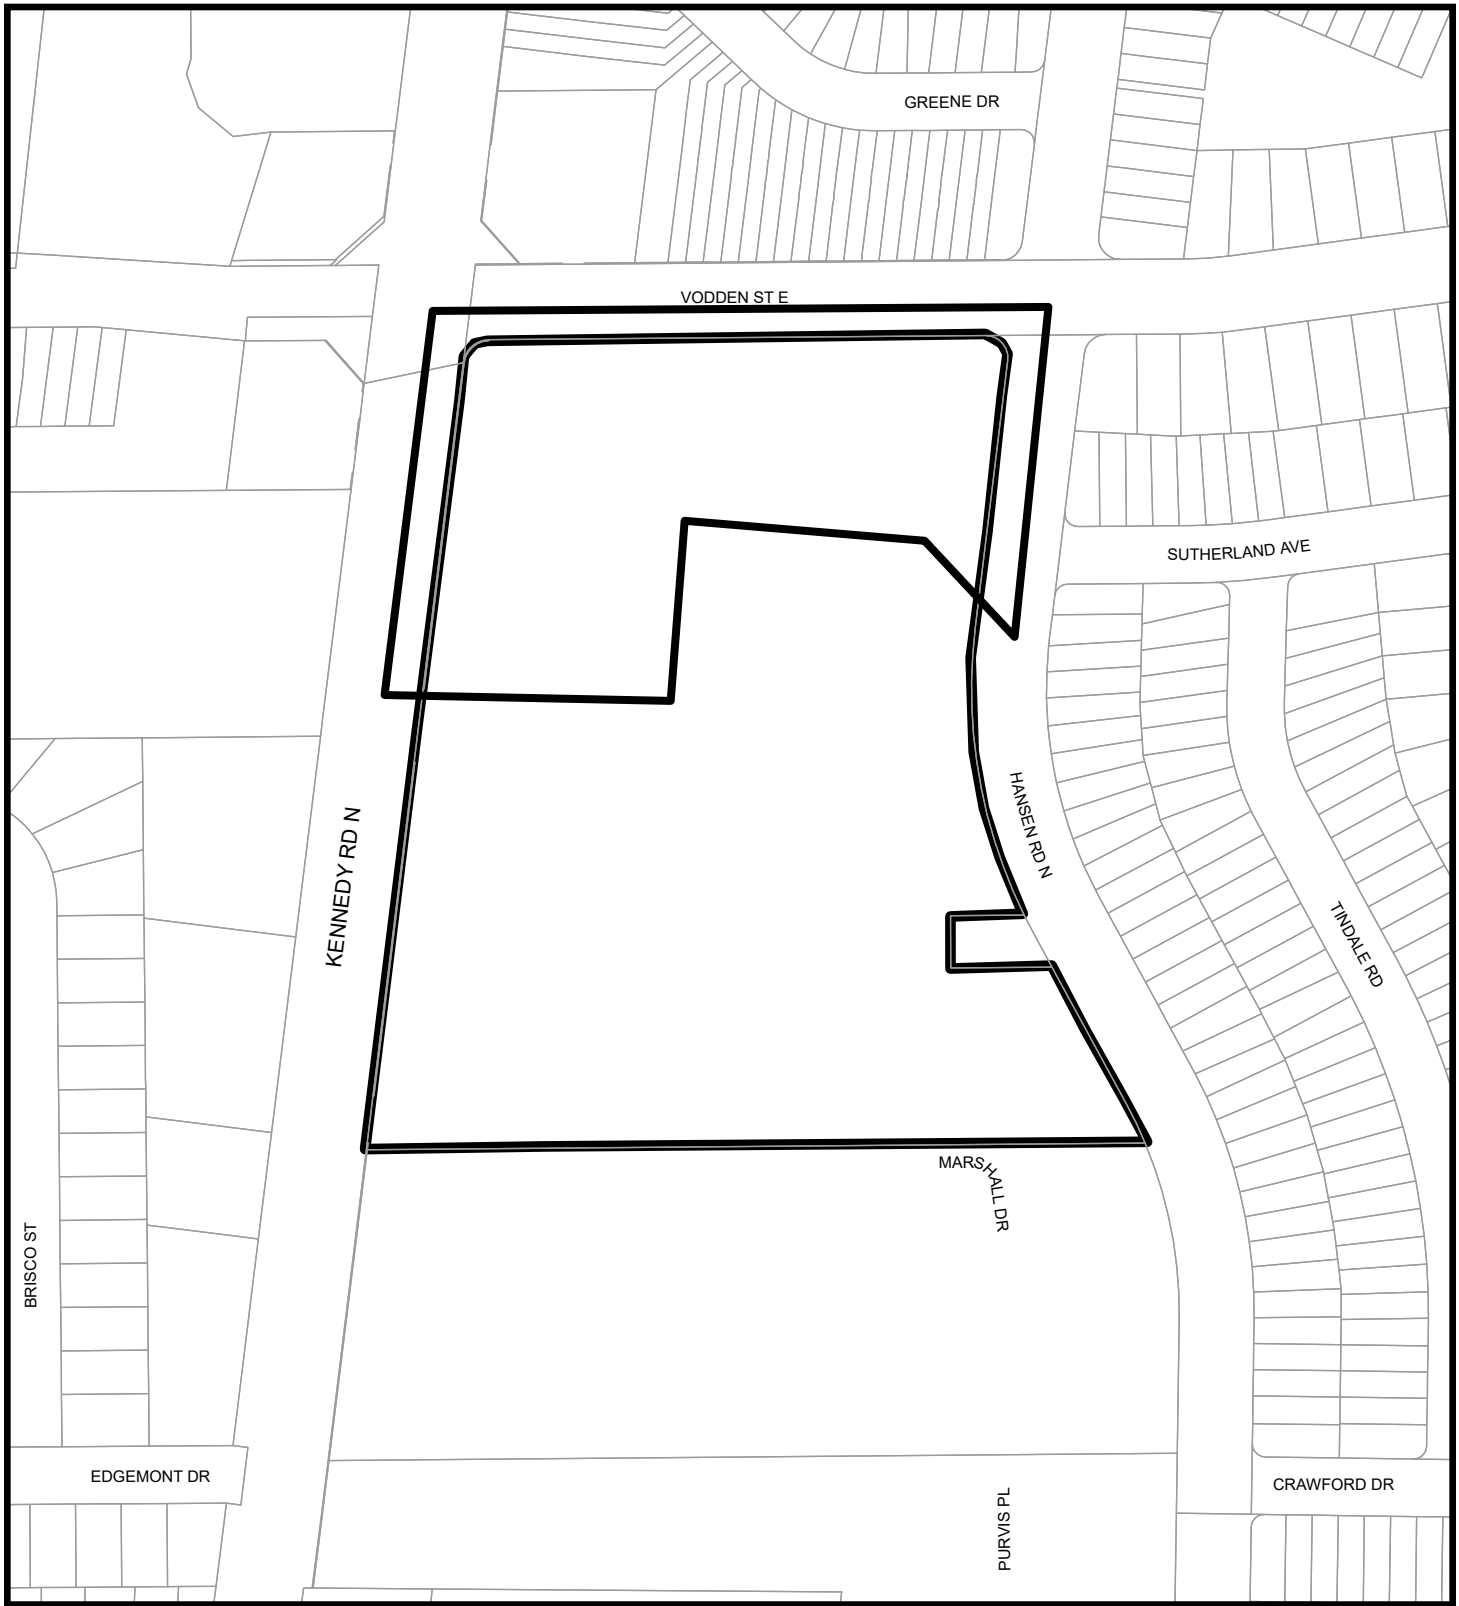 GREENE DR
VODDEN ST E
SUTHERLAND AVE
HANSEN RD N
KENNEDY RD N
TINDALE RD
MARSHALL DR
BRISCO ST
EDGEMONT DR
CRAWFORD DR
PURVIS PL